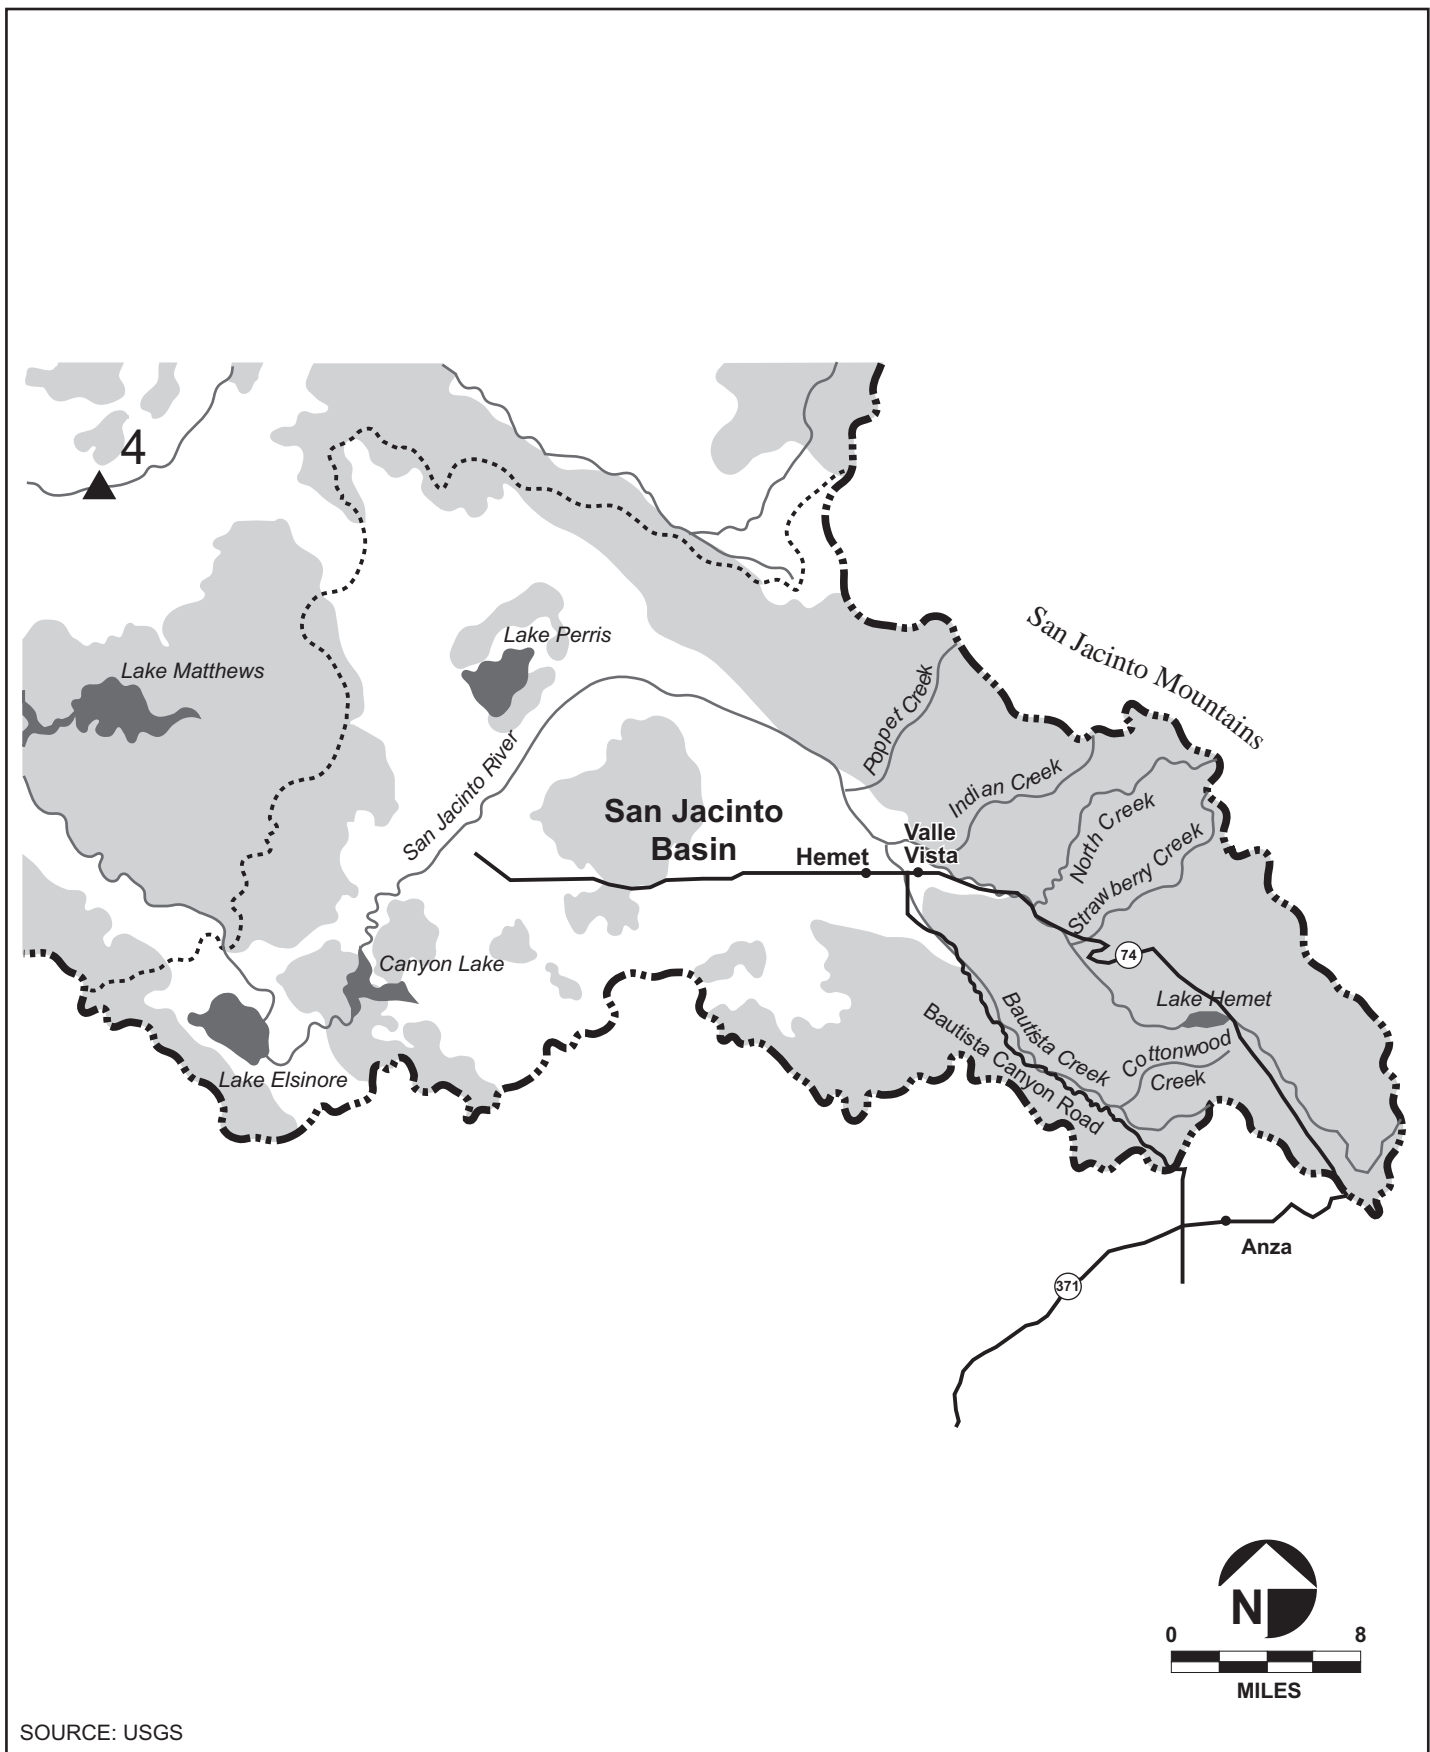 4
San Jacinto Mountains
Lake Perris
Lake Matthews
Poppet Creek
San Jacinto River
Indian Creek
North Creek
San Jacinto
Basin
Valle
Vista
Hemet
Strawberry Creek
74
Canyon Lake
Lake Hemet
Bautista Creek
Bautista Canyon Road
Cottonwood
Creek
Lake Elsinore
Anza
371
N
0 8
MILES
SOURCE: USGS